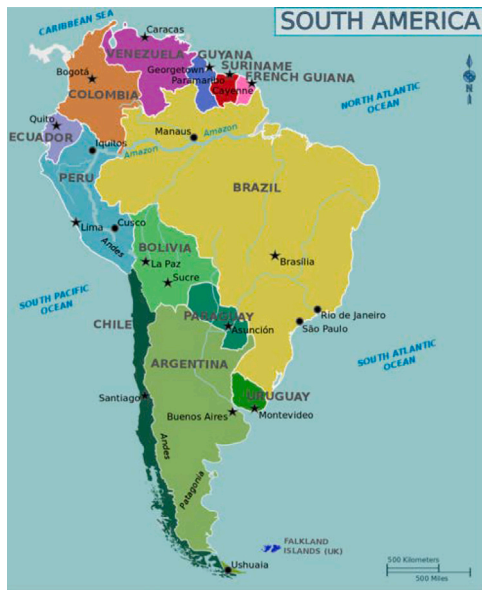 SOUTH AMERICA
CARIBBEAN SEA
Caracas
VENEZUELA
GUYANA
Georgetown
SURINAME
Bogotá
Paramaribo
FRENCH GUIANA
Cayenne
COLOMBIA
NORTH ATLANTIC
OCEAN
Quito
Manaus
Amazon
ECUADOR
Iquitos
Amazon
PERU
BRAZIL
Lima
Cusco
Andes
BOLIVIA
La Paz
Brasília
Sucre
SOUTH PACIFIC
OCEAN
CHILE
PARAGUAY
Asunción
Rio de Janeiro
São Paulo
SOUTH ATLANTIC
OCEAN
ARGENTINA
Santiago
URUGUAY
Buenos Aires
Montevideo
Andes
Patagonia
FALKLAND
ISLANDS (UK)
Ushuaia
500 Kilometers
500 Miles